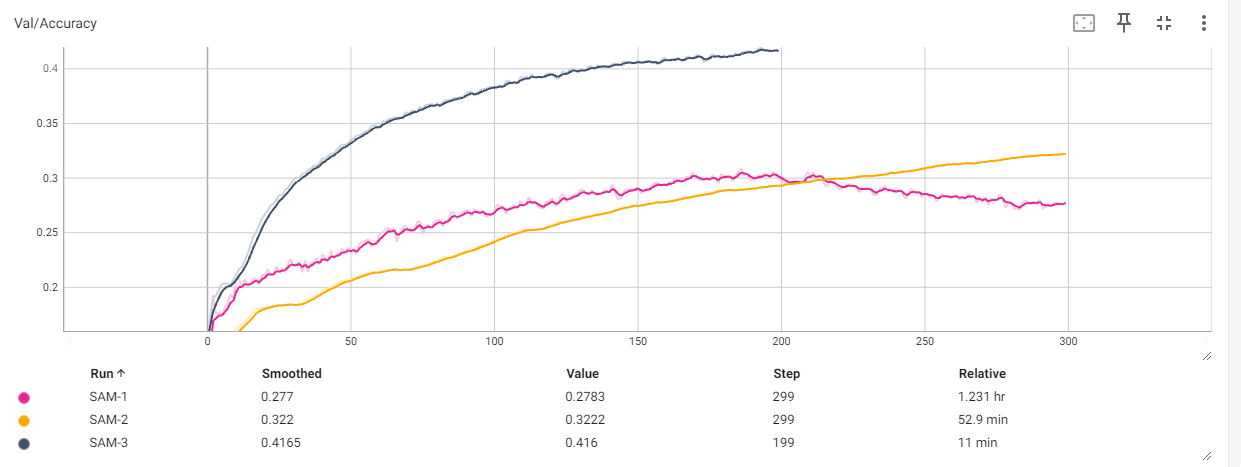 Val/Accuracy
0.4
0.35
0.3
0.25
0.2
0 50 100 150 200 250 300
Run ↑ Smoothed Value Step Relative
SAM-1 0.277 0.2783 299 1.231 hr
SAM-2 0.322 0.3222 299 52.9 min
SAM-3 0.4165 0.416 199 11 min